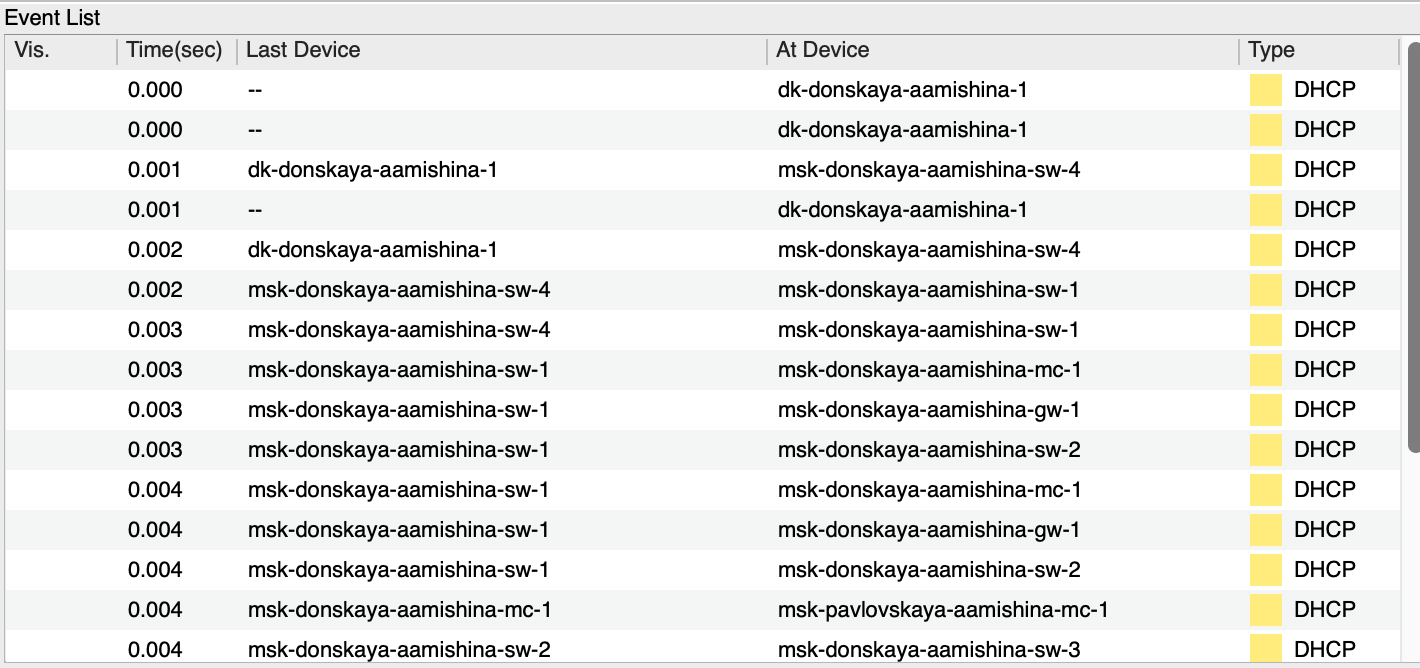 Event List
Vis. Time(sec) Last Device At Device Type
0.000 -- dk-donskaya-aamishina-1 DHCP
0.000 -- dk-donskaya-aamishina-1 DHCP
0.001 dk-donskaya-aamishina-1 msk-donskaya-aamishina-sw-4 DHCP
0.001 -- dk-donskaya-aamishina-1 DHCP
0.002 dk-donskaya-aamishina-1 msk-donskaya-aamishina-sw-4 DHCP
0.002 msk-donskaya-aamishina-sw-4 msk-donskaya-aamishina-sw-1 DHCP
0.003 msk-donskaya-aamishina-sw-4 msk-donskaya-aamishina-sw-1 DHCP
0.003 msk-donskaya-aamishina-sw-1 msk-donskaya-aamishina-mc-1 DHCP
0.003 msk-donskaya-aamishina-sw-1 msk-donskaya-aamishina-gw-1 DHCP
0.003 msk-donskaya-aamishina-sw-1 msk-donskaya-aamishina-sw-2 DHCP
0.004 msk-donskaya-aamishina-sw-1 msk-donskaya-aamishina-mc-1 DHCP
0.004 msk-donskaya-aamishina-sw-1 msk-donskaya-aamishina-gw-1 DHCP
0.004 msk-donskaya-aamishina-sw-1 msk-donskaya-aamishina-sw-2 DHCP
0.004 msk-donskaya-aamishina-mc-1 msk-pavlovskaya-aamishina-mc-1 DHCP
0.004 msk-donskaya-aamishina-sw-2 msk-donskaya-aamishina-sw-3 DHCP